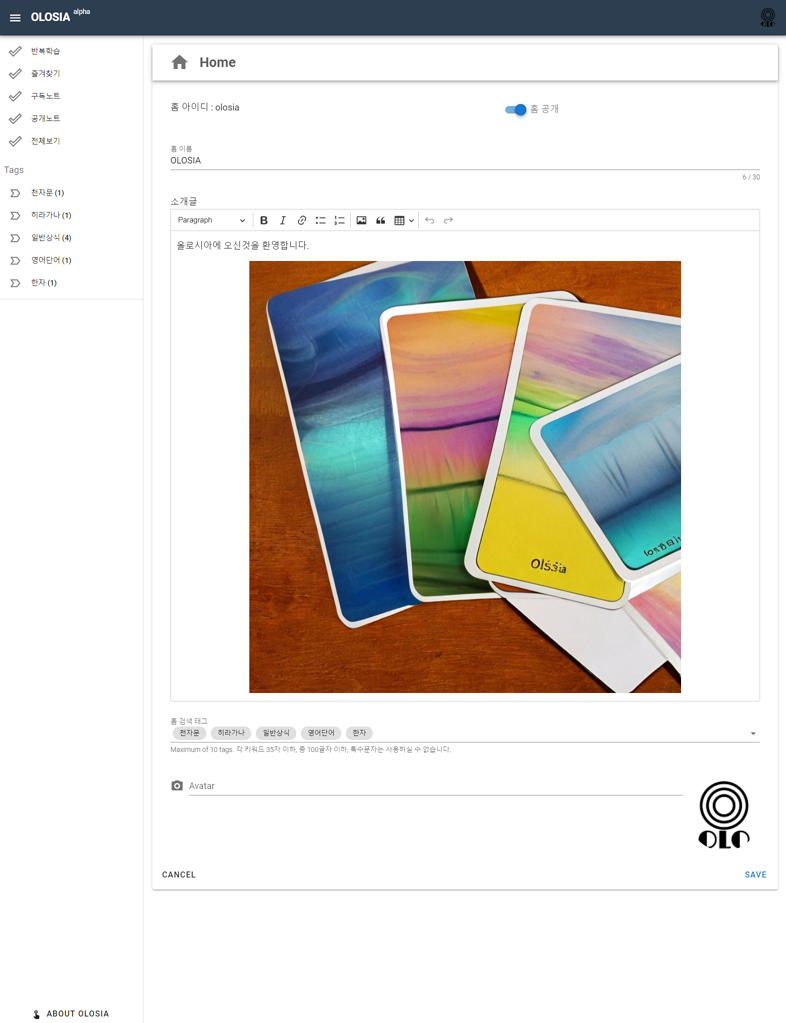 OLOSIA alpha
반복학습
즐겨찾기
구독노트
공개노트
전체보기
Tags
천자문 (1)
히라가나 (1)
일반상식 (4)
영어단어 (1)
한자 (1)
ABOUT OLOSIA
Home
홈 아이디 : olosia
홈 공개
홈 이름
OLOSIA
6 / 30
소개글
Paragraph
올로시아에 오신것을 환영합니다.
홈 검색 태그
천자문 히라가나 일반상식 영어단어 한자
Maximum of 10 tags. 각 키워드 35자 이하, 총 100글자 이하, 특수문자는 사용하실 수 없습니다.
Avatar
OLO
CANCEL
SAVE